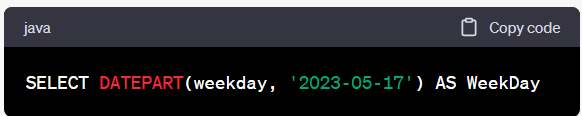 java Copy code
SELECT DATEPART(weekday, '2023-05-17') AS WeekDay